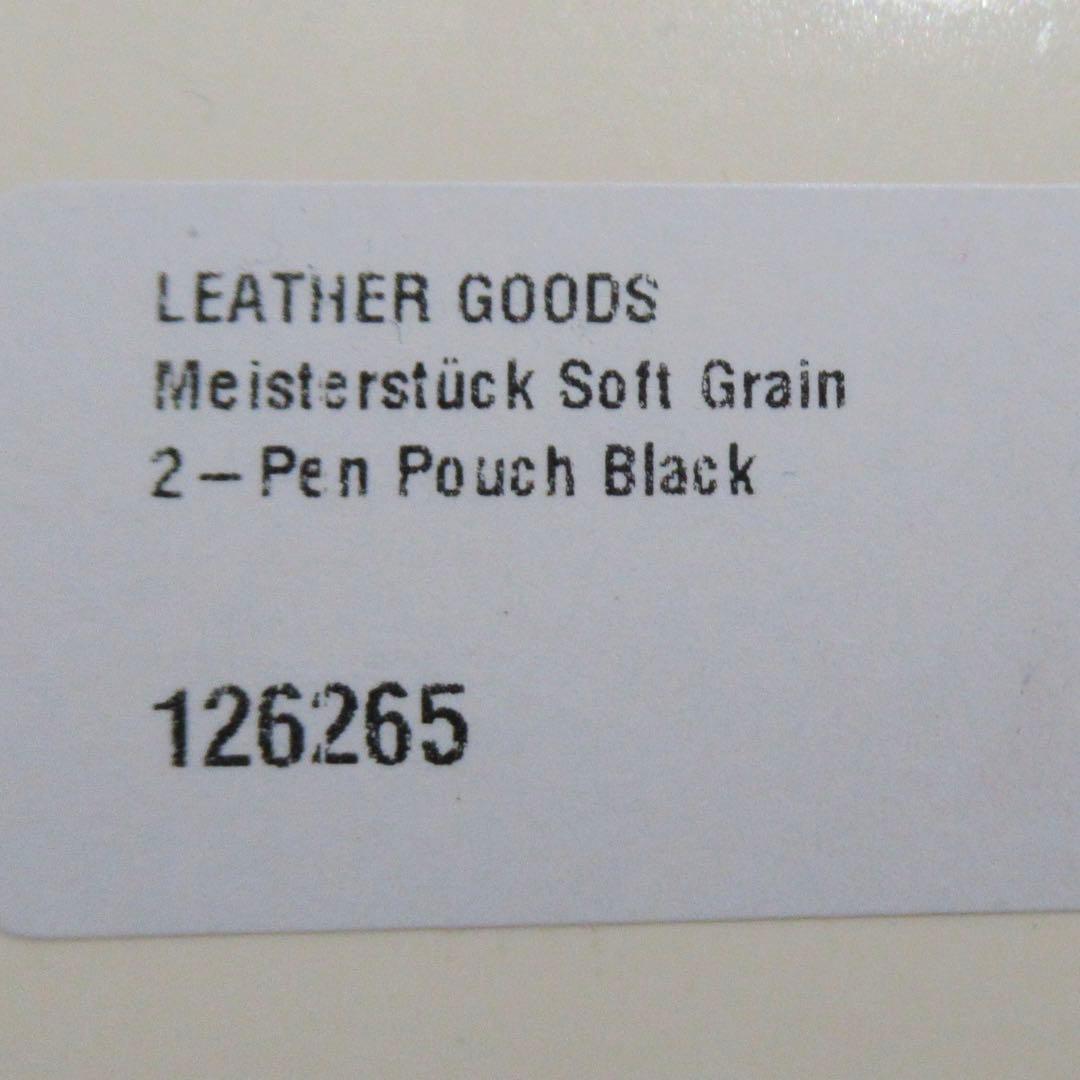 LEATHER GOODS
Meisterstück Soft Grain
2-Pen Pouch Black
126265